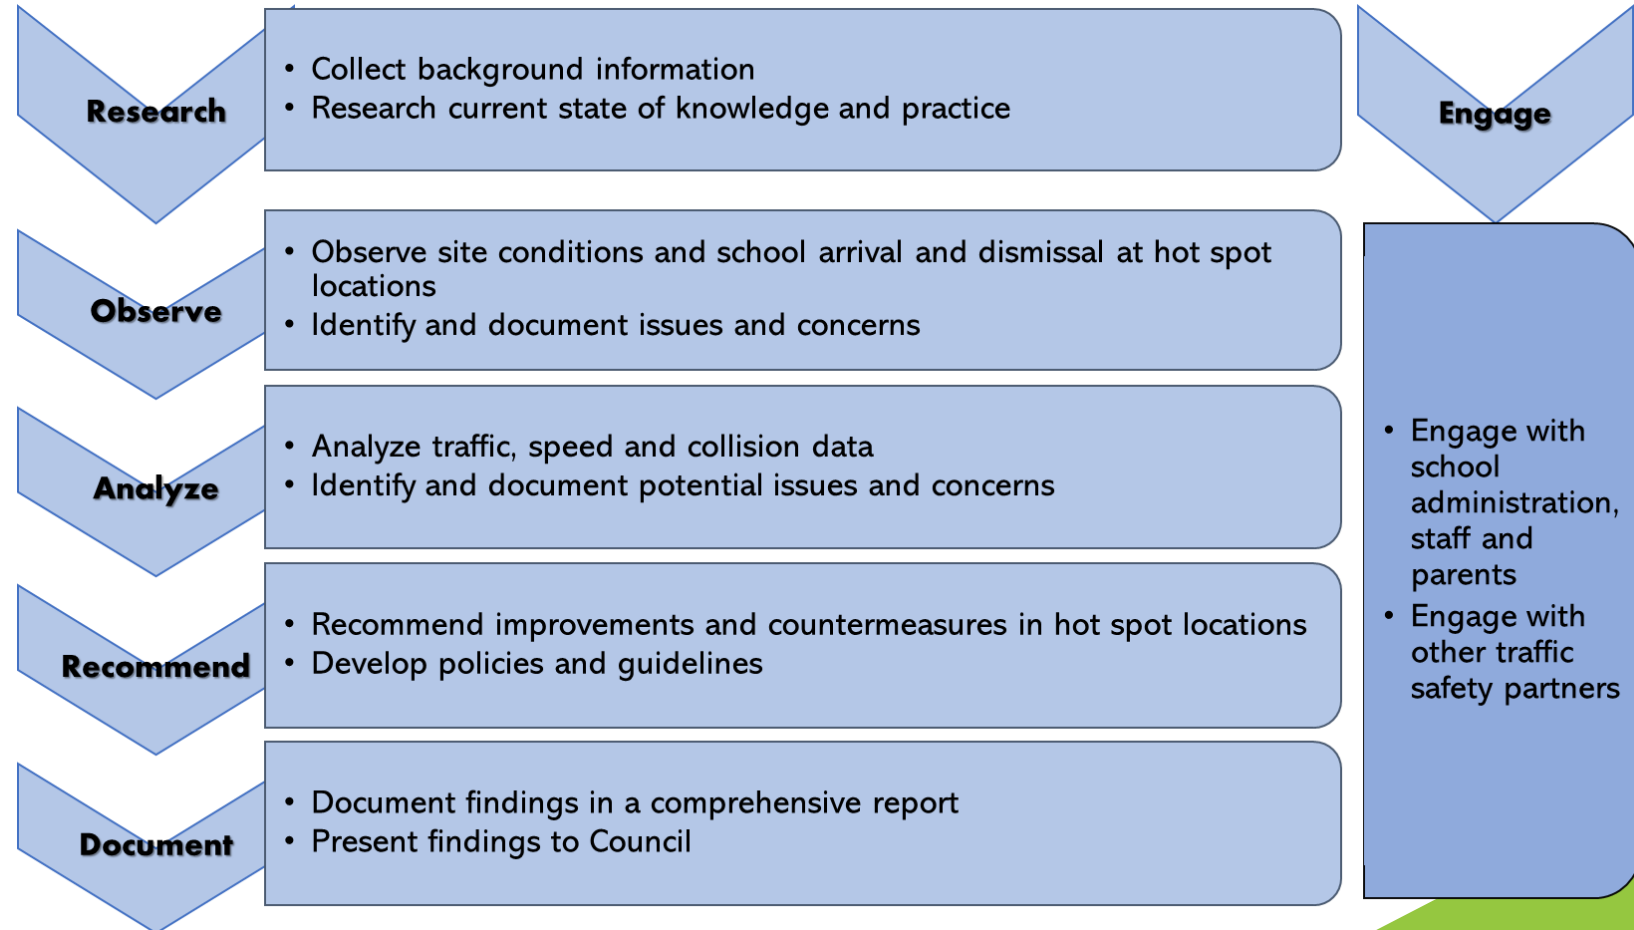 Research
• Collect background information
• Research current state of knowledge and practice
Observe
• Observe site conditions and school arrival and dismissal at hot spot
locations
• Identify and document issues and concerns
Analyze
• Analyze traffic, speed and collision data
• Identify and document potential issues and concerns
Recommend
• Recommend improvements and countermeasures in hot spot locations
• Develop policies and guidelines
Document
• Document findings in a comprehensive report
• Present findings to Council
Engage
• Engage with
school
administration,
staff and
parents
• Engage with
other traffic
safety partners